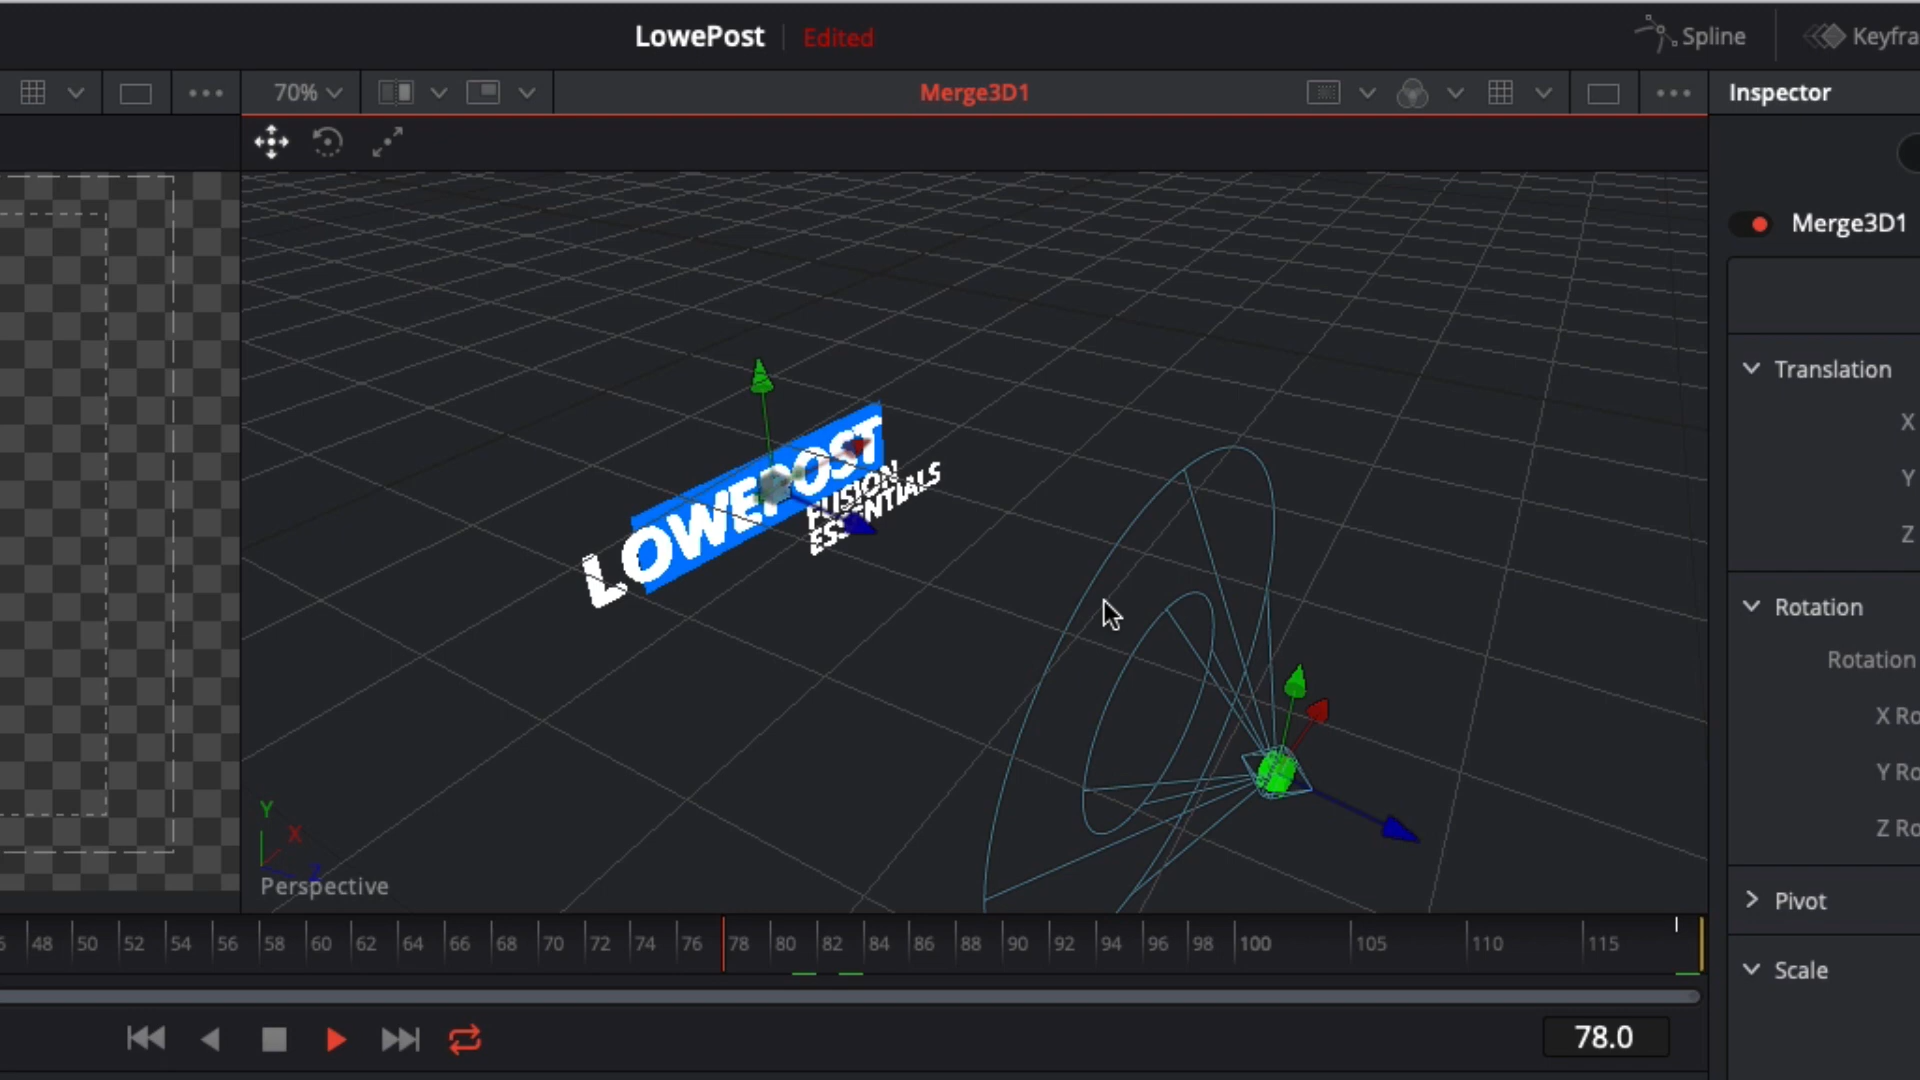 LowePost
Edited
Spline
Keyfra
70%
Merge3D1
Inspector
Merge3D1
LOWEPOST
FUSION
ESSENTIALS
Translation
X
Y
Z
Rotation
Rotation
X Ro
Y Ro
Z Ro
Y
X
Z
Perspective
Pivot
48 50 52 54 56 58 60 62 64 66 68 70 72 74 76 78 80 82 84 86 88 90 92 94 96 98 100 105 110 115
Scale
78.0